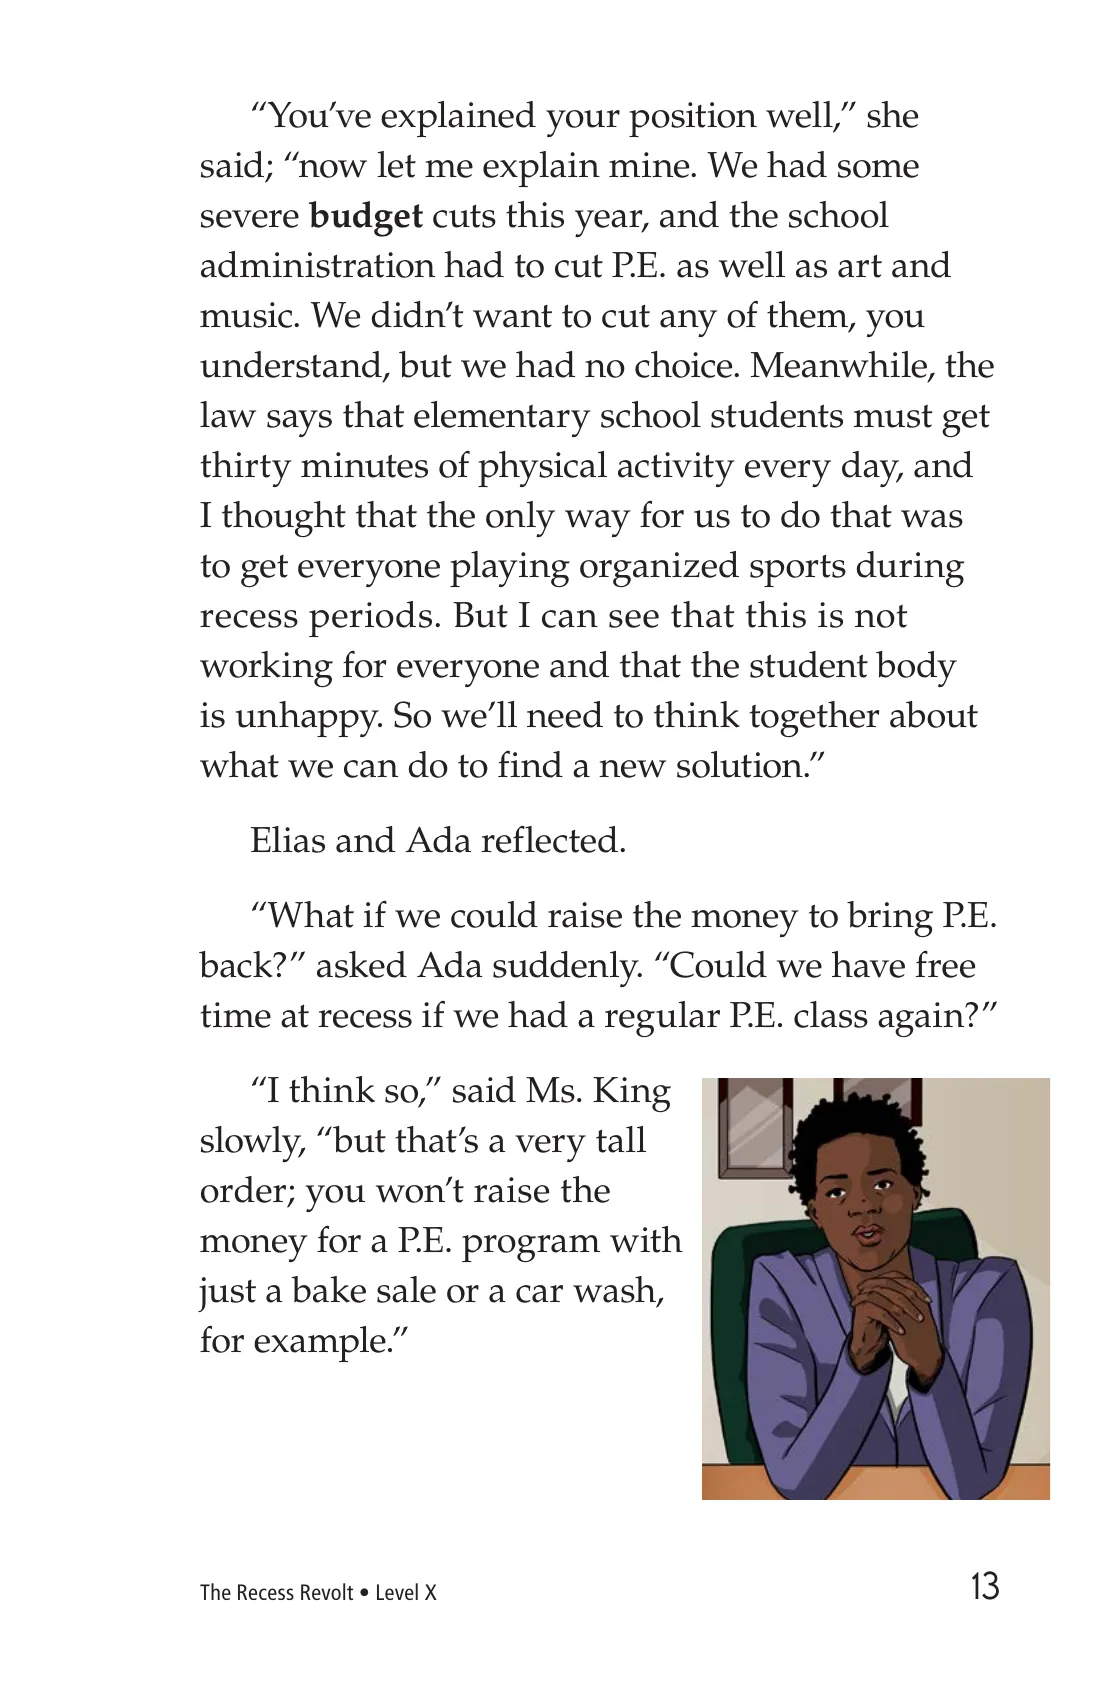 “You’ve explained your position well,” she
said; “now let me explain mine. We had some
severe budget cuts this year, and the school
administration had to cut P.E. as well as art and
music. We didn’t want to cut any of them, you
understand, but we had no choice. Meanwhile, the
law says that elementary school students must get
thirty minutes of physical activity every day, and
I thought that the only way for us to do that was
to get everyone playing organized sports during
recess periods. But I can see that this is not
working for everyone and that the student body
is unhappy. So we’ll need to think together about
what we can do to find a new solution.”
Elias and Ada reflected.
“What if we could raise the money to bring P.E.
back?” asked Ada suddenly. “Could we have free
time at recess if we had a regular P.E. class again?”
“I think so,” said Ms. King
slowly, “but that’s a very tall
order; you won’t raise the
money for a P.E. program with
just a bake sale or a car wash,
for example.”
The Recess Revolt • Level X
13